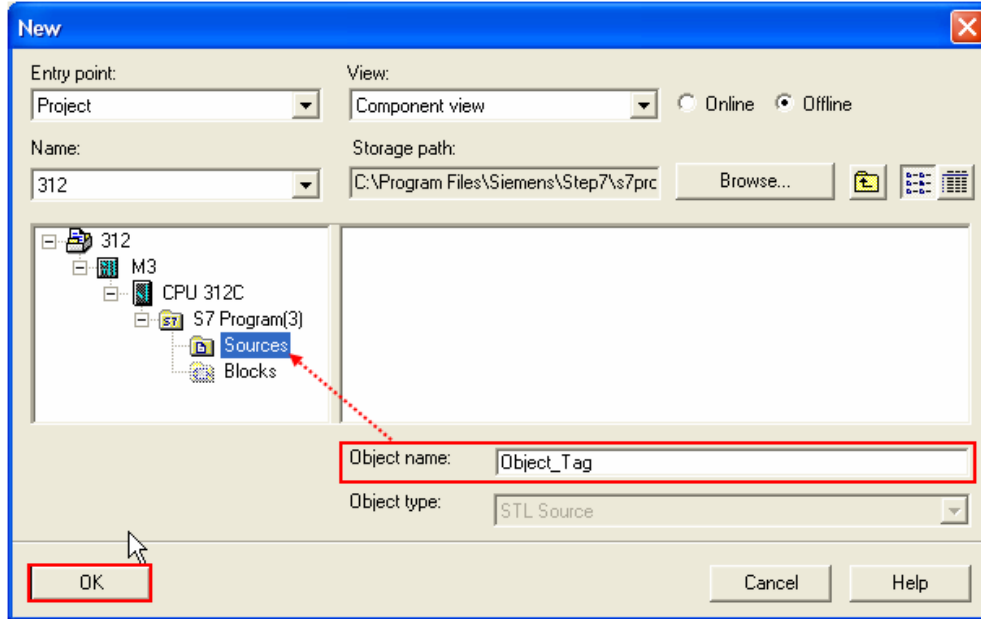 New
Entry point:
View:
Project
Component view
Online
Offline
Name:
Storage path:
312
C:\Program Files\Siemens\Step7\s7prc
Browse...
312
M3
CPU 312C
S7 Program(3)
Sources
Blocks
Object name:
Object_Tag
Object type:
STL Source
OK
Cancel
Help